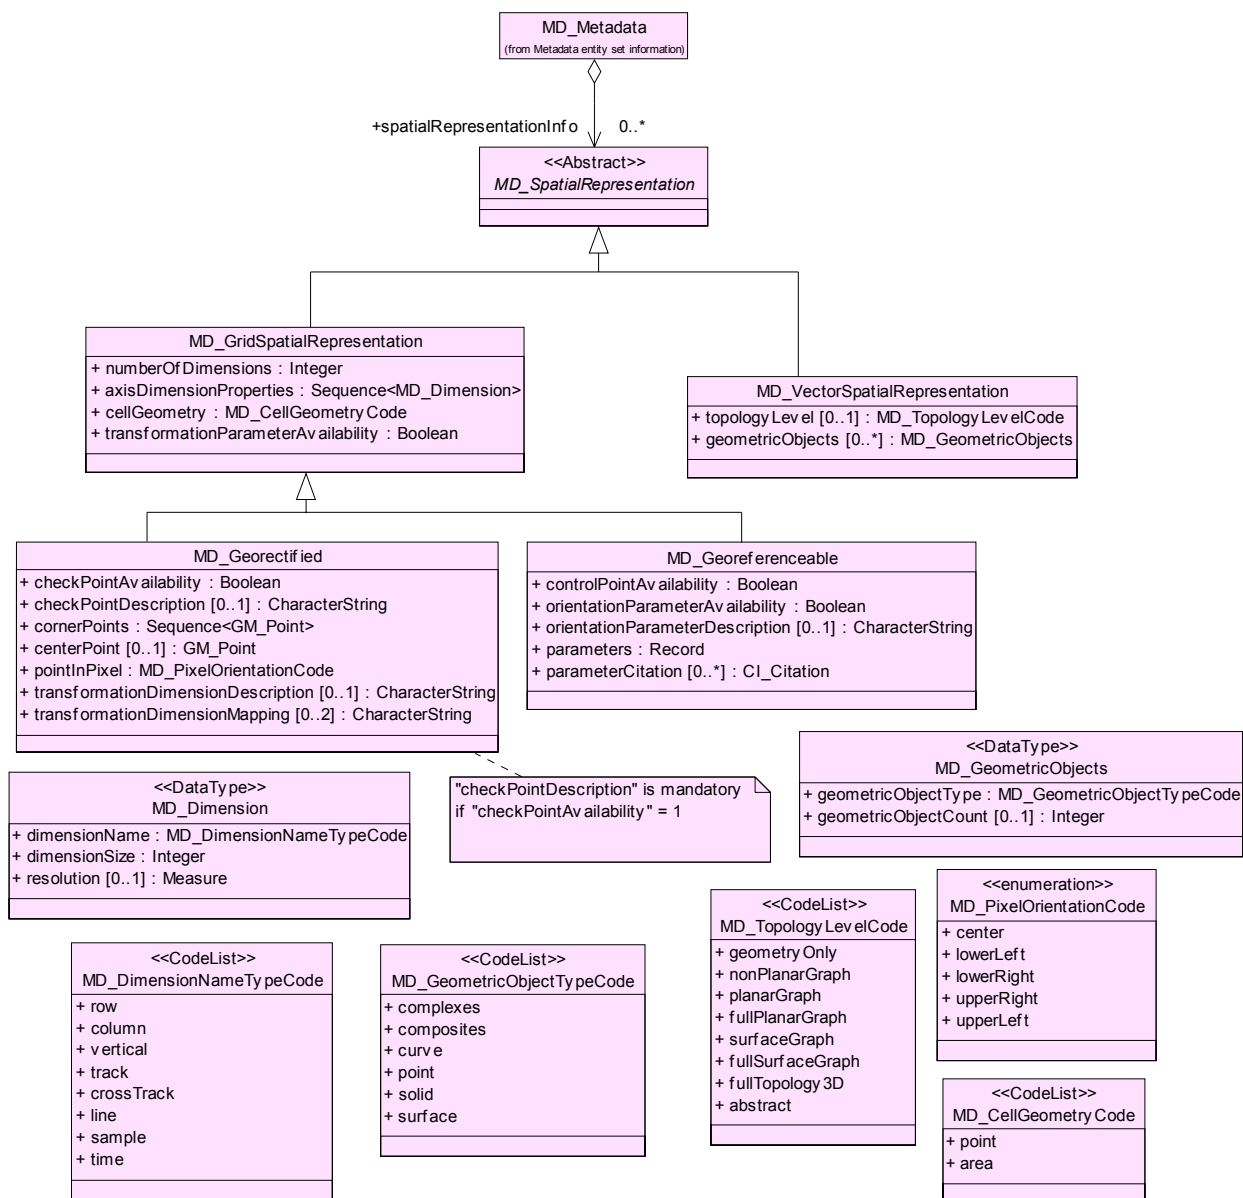 MD_Metadata
(from Metadata entity set information)
+spatialRepresentationInfo 0..*
<<Abstract>>
MD_SpatialRepresentation
MD_GridSpatialRepresentation
+ numberOfDimensions : Integer
+ axisDimensionProperties : Sequence<MD_Dimension>
+ cellGeometry : MD_CellGeometryCode
+ transformationParameterAvailability : Boolean
MD_VectorSpatialRepresentation
+ topologyLevel [0..1] : MD_TopologyLevelCode
+ geometricObjects [0..*] : MD_GeometricObjects
MD_Georectified
+ checkPointAvailability : Boolean
+ checkPointDescription [0..1] : CharacterString
+ cornerPoints : Sequence<GM_Point>
+ centerPoint [0..1] : GM_Point
+ pointInPixel : MD_PixelOrientationCode
+ transformationDimensionDescription [0..1] : CharacterString
+ transformationDimensionMapping [0..2] : CharacterString
MD_Georeferenceable
+ controlPointAvailability : Boolean
+ orientationParameterAvailability : Boolean
+ orientationParameterDescription [0..1] : CharacterString
+ parameters : Record
+ parameterCitation [0..*] : CI_Citation
<<DataType>>
MD_Dimension
+ dimensionName : MD_DimensionNameTypeCode
+ dimensionSize : Integer
+ resolution [0..1] : Measure
"checkPointDescription" is mandatory
if "checkPointAvailability" = 1
<<DataType>>
MD_GeometricObjects
+ geometricObjectType : MD_GeometricObjectTypeCode
+ geometricObjectCount [0..1] : Integer
<<CodeList>>
MD_DimensionNameTypeCode
+ row
+ column
+ vertical
+ track
+ crossTrack
+ line
+ sample
+ time
<<CodeList>>
MD_GeometricObjectTypeCode
+ complexes
+ composites
+ curve
+ point
+ solid
+ surface
<<CodeList>>
MD_TopologyLevelCode
+ geometryOnly
+ nonPlanarGraph
+ planarGraph
+ fullPlanarGraph
+ surfaceGraph
+ fullSurfaceGraph
+ fullTopology3D
+ abstract
<<enumeration>>
MD_PixelOrientationCode
+ center
+ lowerLeft
+ lowerRight
+ upperRight
+ upperLeft
<<CodeList>>
MD_CellGeometryCode
+ point
+ area